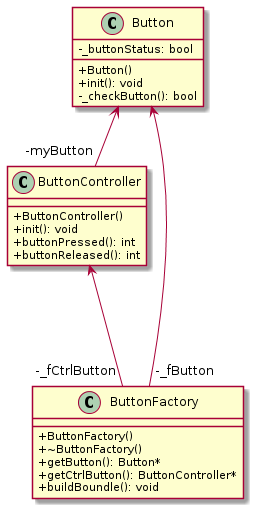 C Button
-_buttonStatus: bool
+Button()
+init(): void
-_checkButton(): bool
-myButton
C ButtonController
+ButtonController()
+init(): void
+buttonPressed(): int
+buttonReleased(): int
-_fCtrlButton
-_fButton
C ButtonFactory
+ButtonFactory()
+~ButtonFactory()
+getButton(): Button*
+getCtrlButton(): ButtonController*
+buildBoundle(): void